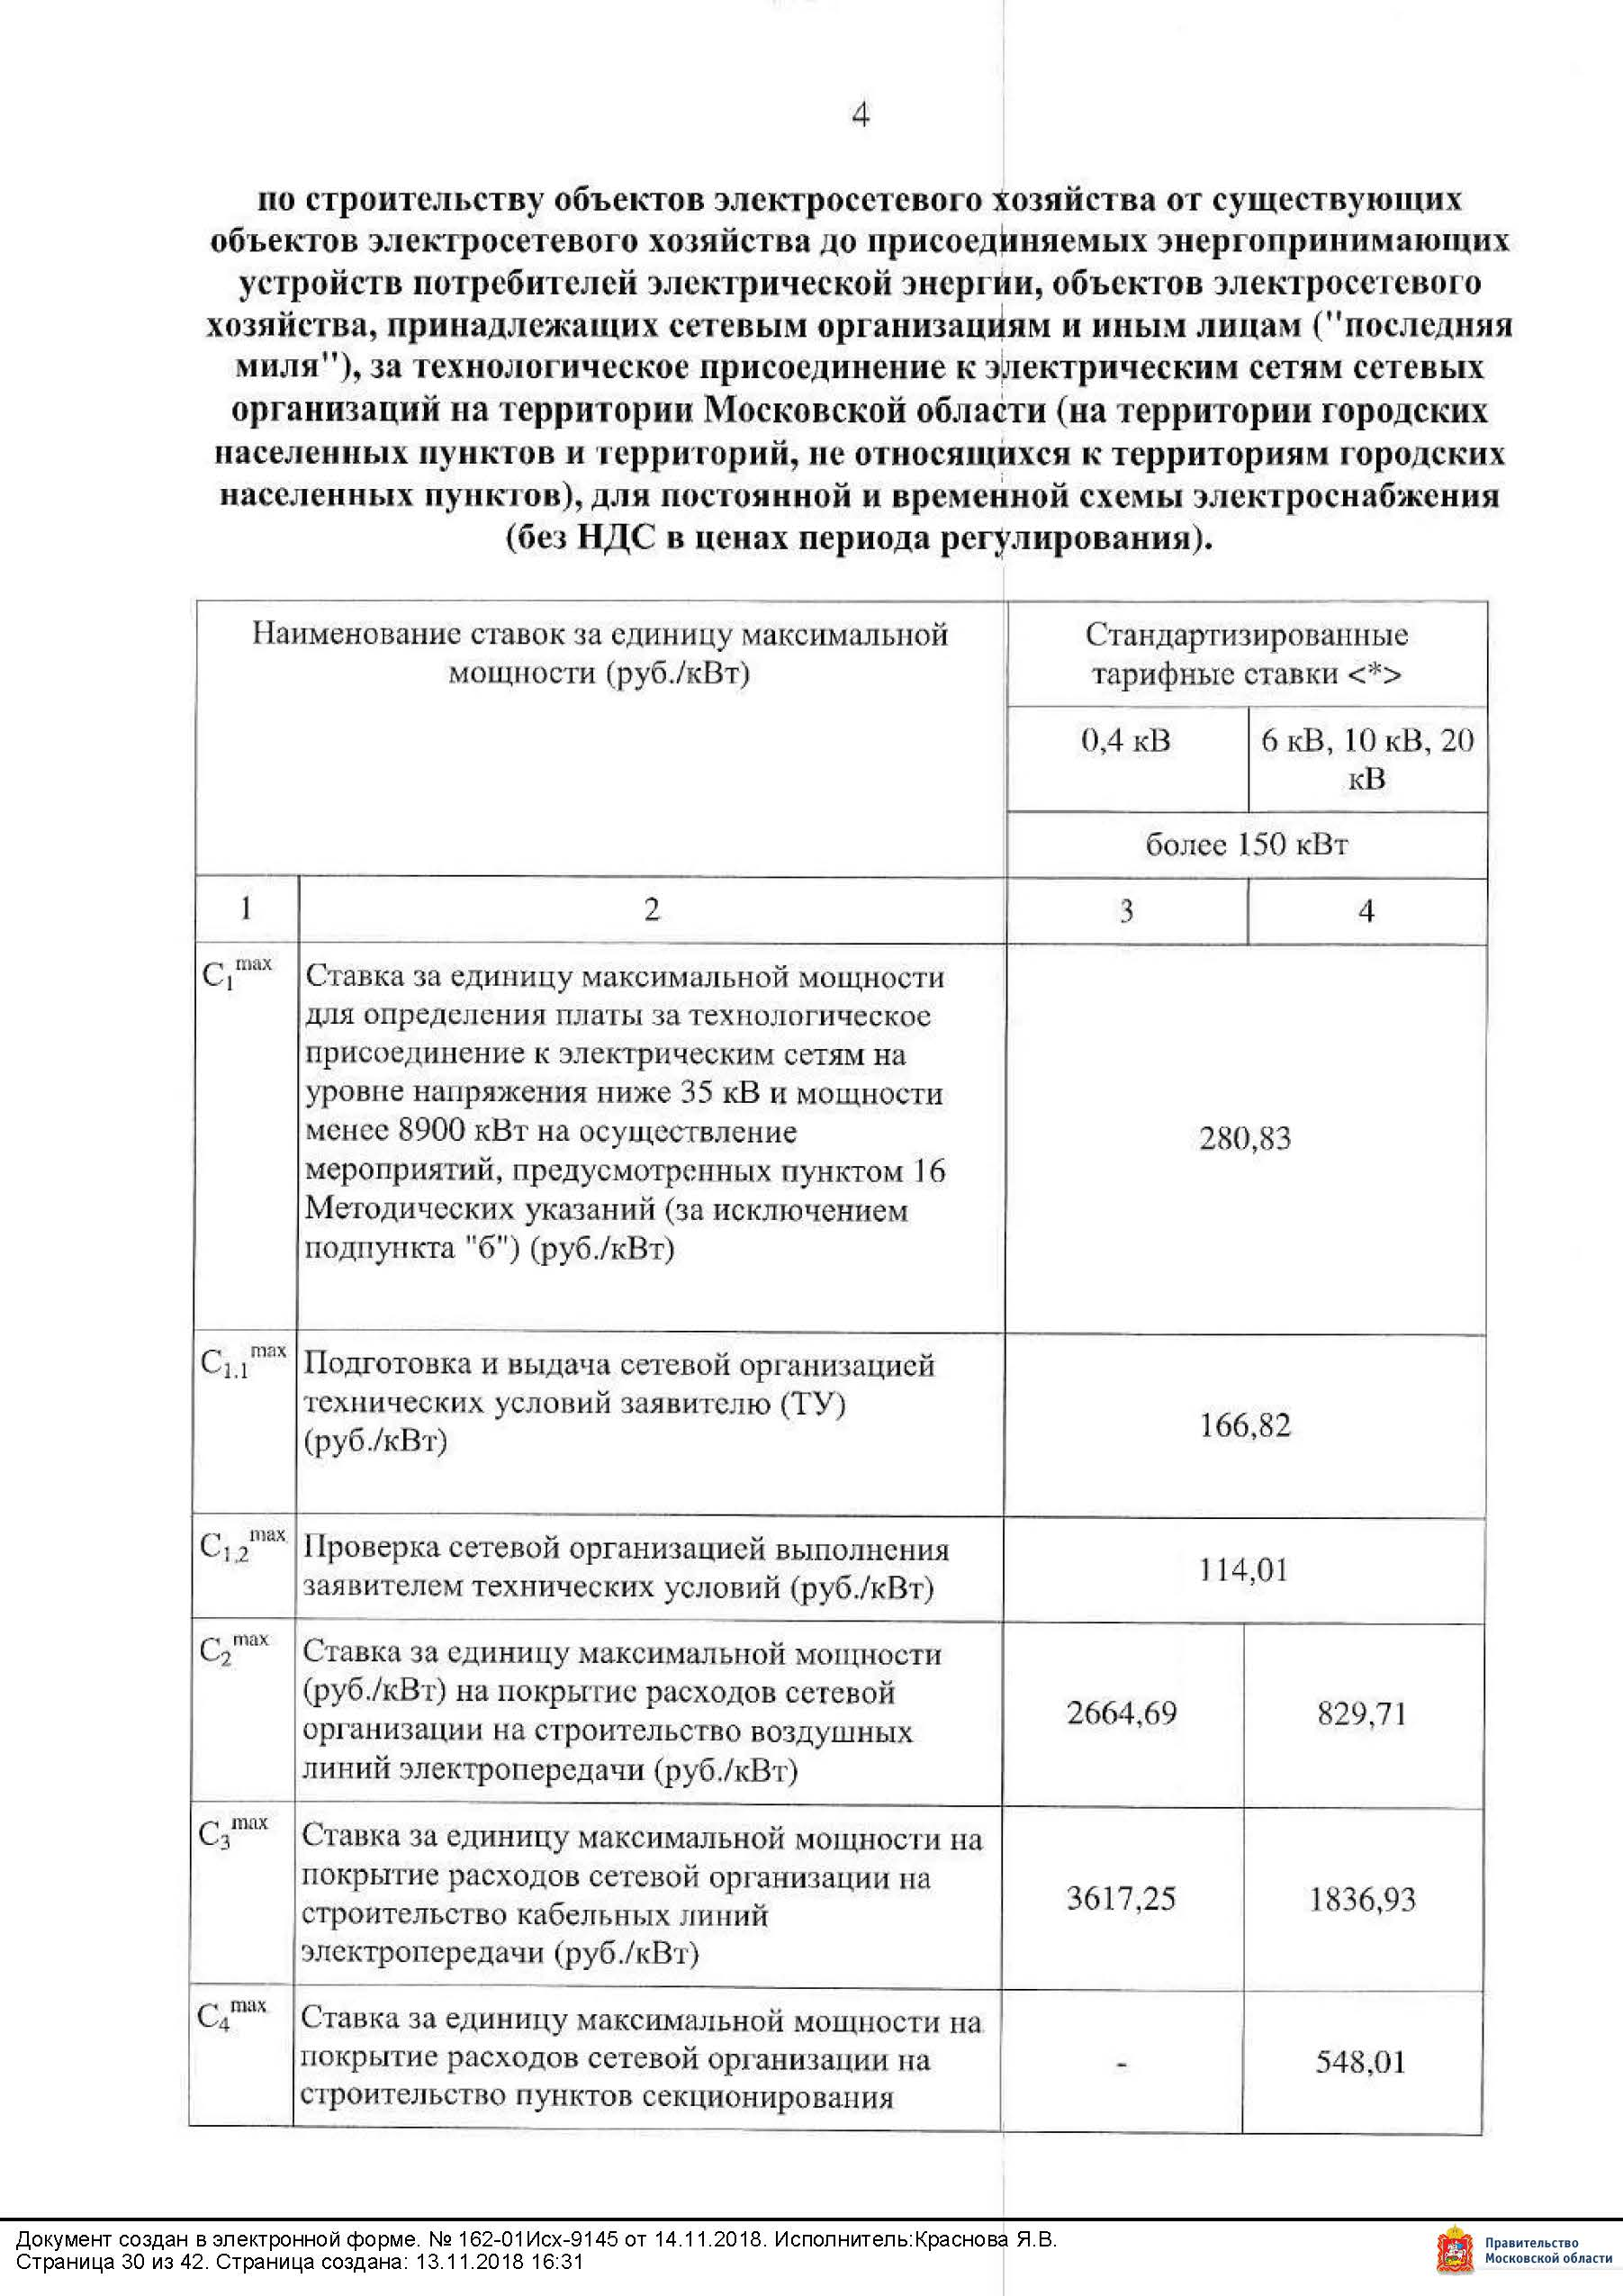 4
по строительству объектов электросетевого хозяйства от существующих
объектов электросетевого хозяйства до присоединяемых энергопринимающих
устройств потребителей электрической энергии, объектов электросетевого
хозяйства, принадлежащих сетевым организациям и иным лицам ("последняя
миля"), за технологическое присоединение к электрическим сетям сетевых
организаций на территории Московской области (на территории городских
населенных пунктов и территорий, не относящихся к территориям городских
населенных пунктов), для постоянной и временной схемы электроснабжения
(без НДС в ценах периода регулирования).
Наименование ставок за единицу максимальной
мощности (руб./кВт)
Стандартизированные
тарифные ставки <*>
0,4 кВ
6 кВ, 10 кВ, 20
кВ
более 150 кВт
1 2 3 4
C1 max
Ставка за единицу максимальной мощности
для определения платы за технологическое
присоединение к электрическим сетям на
уровне напряжения ниже 35 кВ и мощности
менее 8900 кВт на осуществление
мероприятий, предусмотренных пунктом 16
Методических указаний (за исключением
подпункта "б") (руб./кВт)
280,83
C1.1 max
Подготовка и выдача сетевой организацией
технических условий заявителю (ТУ)
(руб./кВт)
166,82
C1,2 max
Проверка сетевой организацией выполнения
заявителем технических условий (руб./кВт)
114,01
C2 max
Ставка за единицу максимальной мощности
(руб./кВт) на покрытие расходов сетевой
организации на строительство воздушных
линий электропередачи (руб./кВт)
2664,69
829,71
C3 max
Ставка за единицу максимальной мощности на
покрытие расходов сетевой организации на
строительство кабельных линий
электропередачи (руб./кВт)
3617,25
1836,93
C4 max
Ставка за единицу максимальной мощности на
покрытие расходов сетевой организации на
строительство пунктов секционирования
-
548,01
Документ создан в электронной форме. № 162-01Исх-9145 от 14.11.2018. Исполнитель:Краснова Я.В.
Страница 30 из 42. Страница создана: 13.11.2018 16:31
Правительство
Московской области